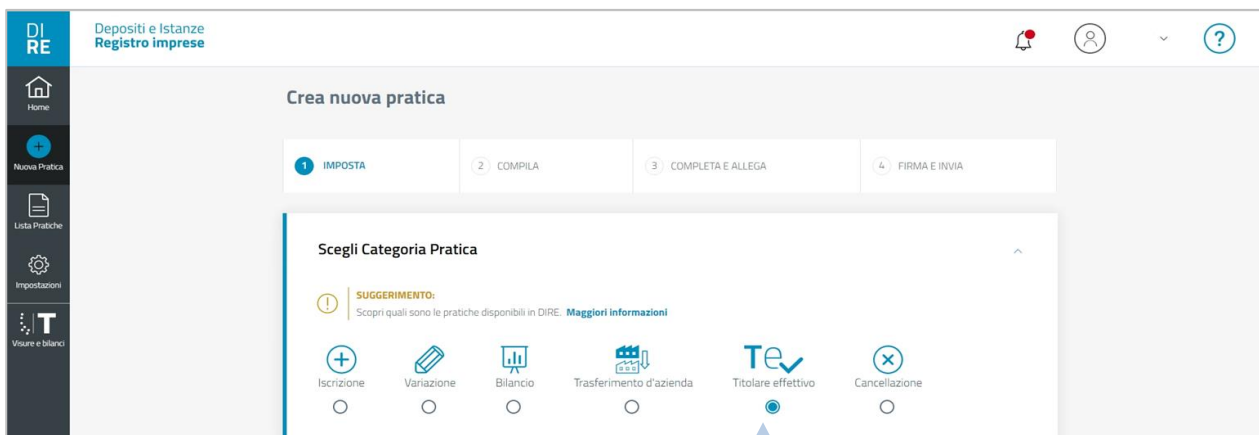 DI
RE
Depositi e Istanze
Registro imprese
?
Home
Nuova Pratica
Lista Pratiche
Impostazioni
T
Visure e bilanci
Crea nuova pratica
1 IMPOSTA
2 COMPILA
3 COMPLETA E ALLEGA
4 FIRMA E INVIA
Scegli Categoria Pratica
SUGGERIMENTO:
Scopri quali sono le pratiche disponibili in DIRE. Maggiori informazioni
Te
Iscrizione Variazione Bilancio Trasferimento d'azienda Titolare effettivo Cancellazione